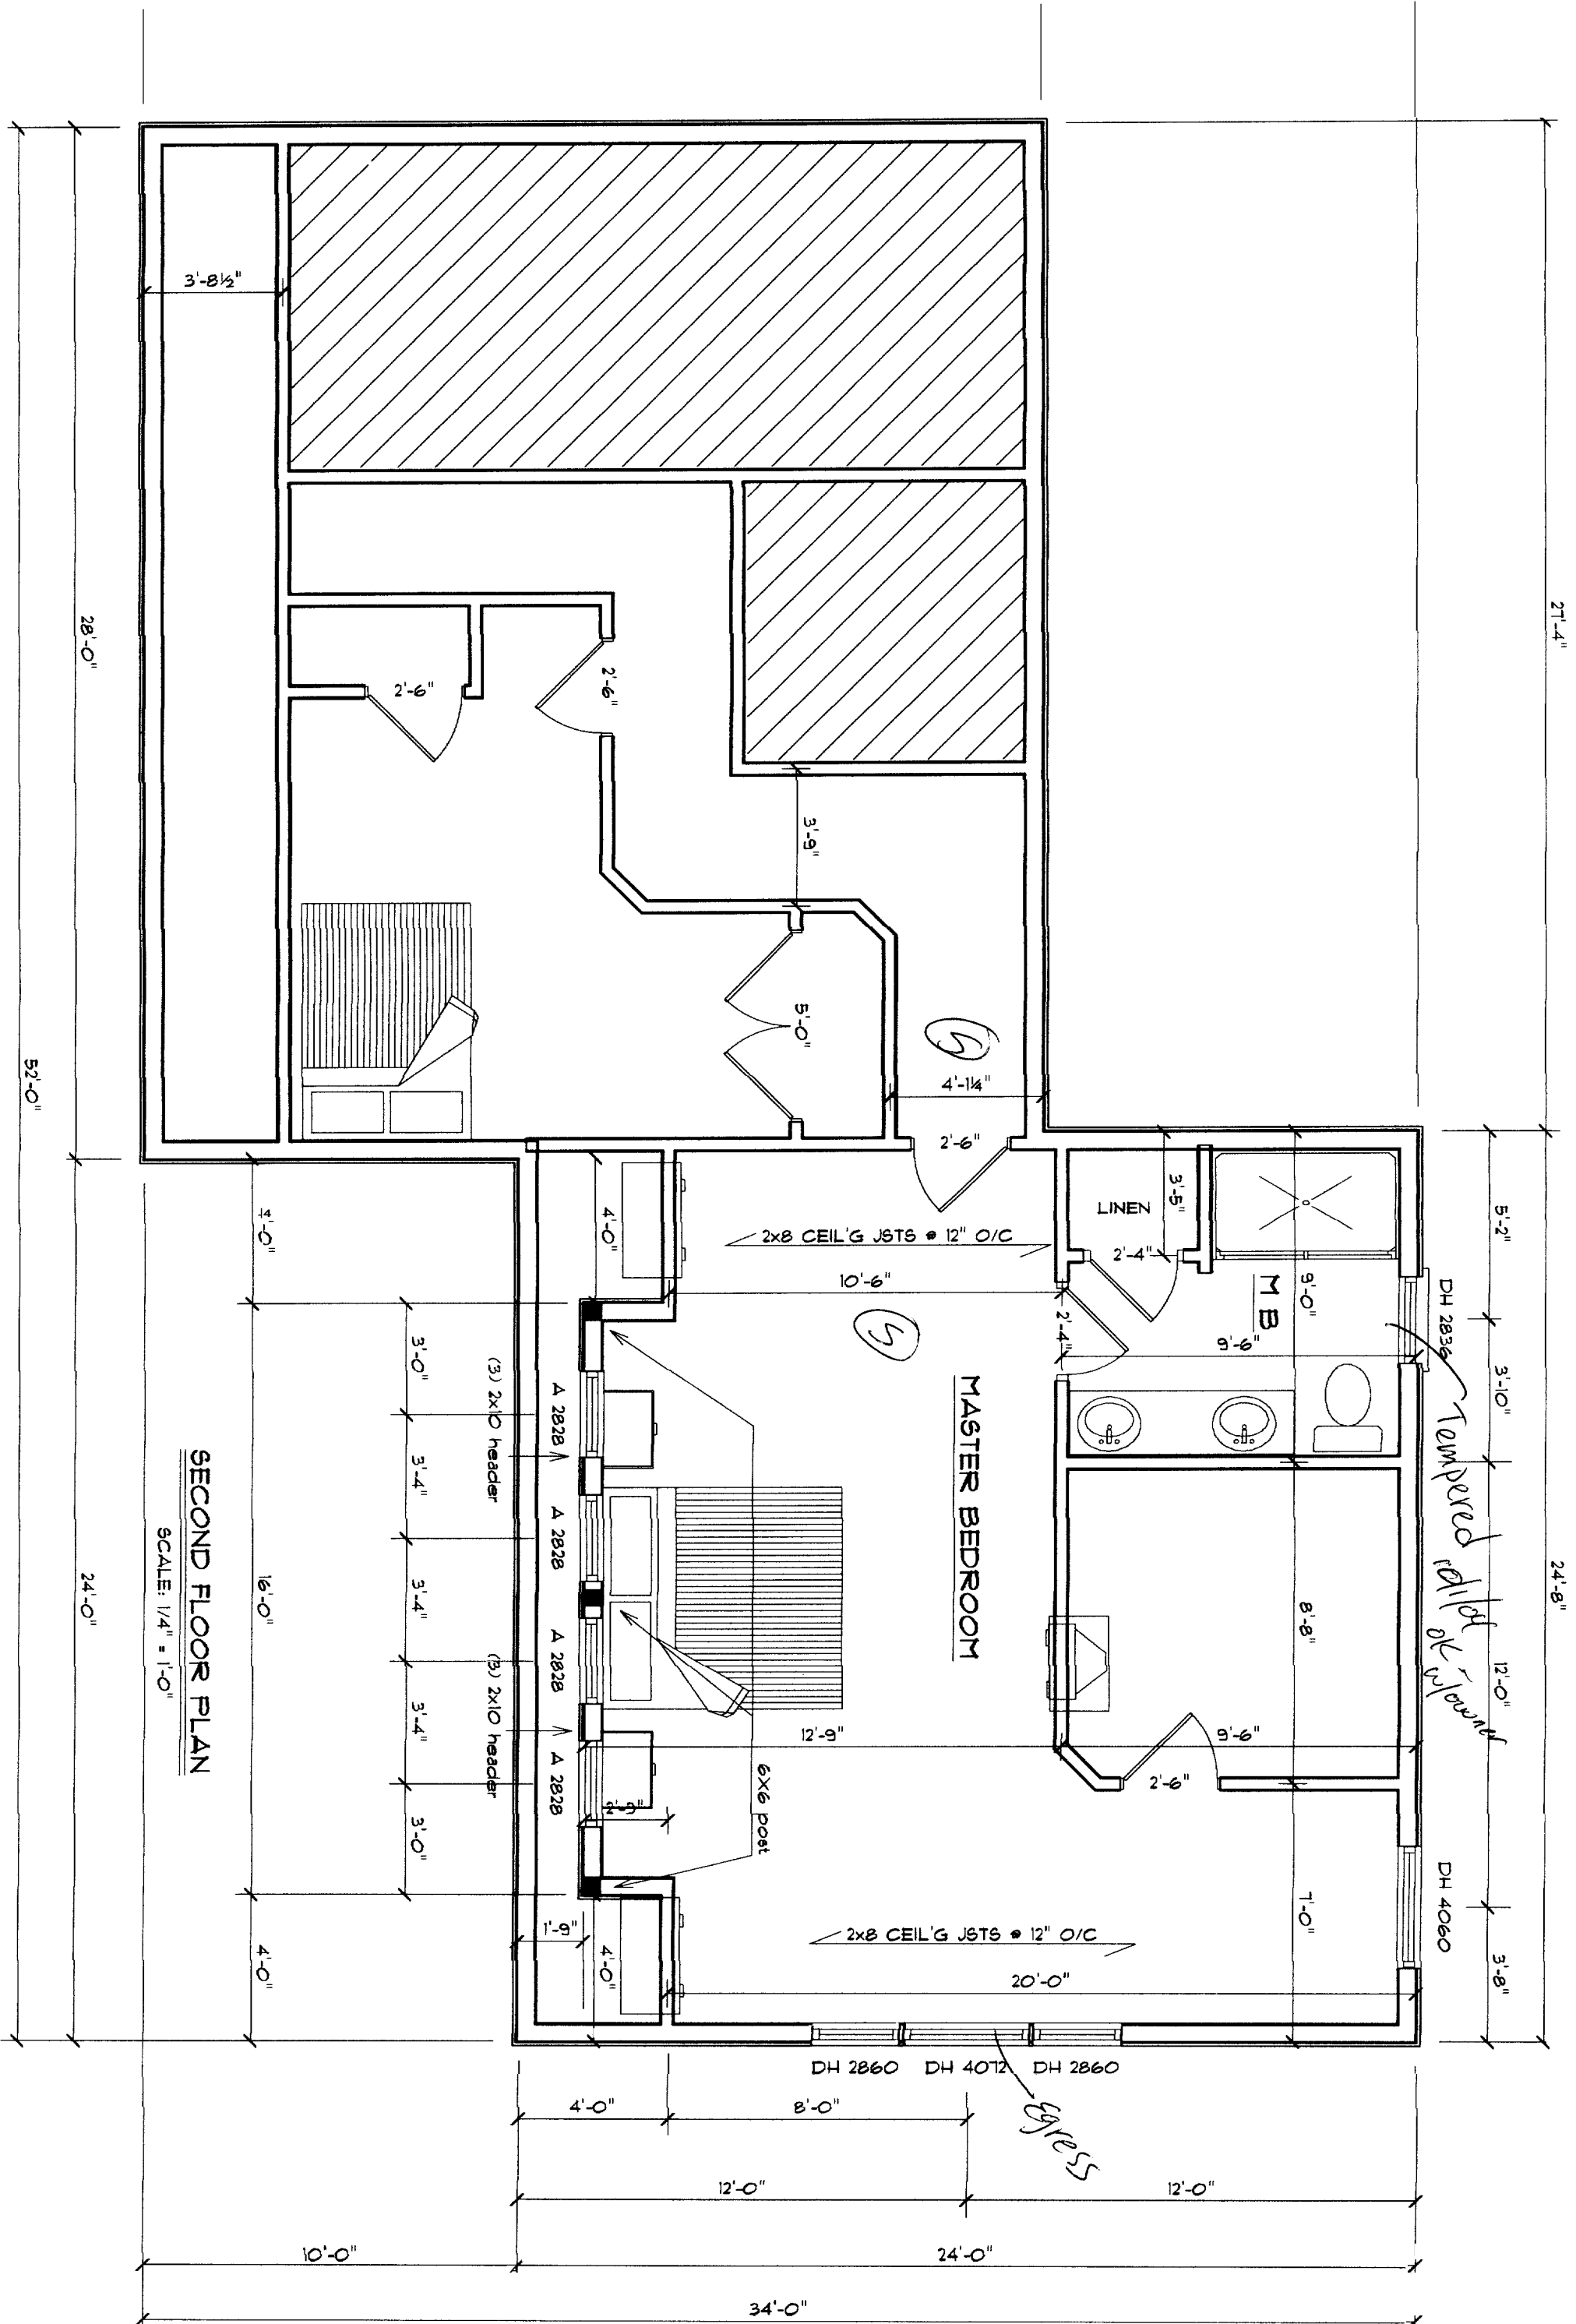 27'-4"
24'-8"
5'-2"
3'-10"
12'-0"
3'-8"
DH 2836
DH 4060
Tempered
ok w/owner
3'-5"
LINEN
2'-4"
M B
9'-0"
9'-6"
2'-4"
8'-8"
9'-6"
2'-6"
7'-0"
3'-8½"
2'-6"
2'-6"
3'-9"
5'-0"
S
4'-1¼"
2'-6"
2x8 CEIL'G JSTS @ 12" O/C
10'-6"
S
MASTER BEDROOM
12'-9"
6X6 post
2'-9"
2x8 CEIL'G JSTS @ 12" O/C
20'-0"
4'-0"
1'-9"
4'-0"
A 2828
A 2828
A 2828
A 2828
(3) 2x10 header
(3) 2x10 header
3'-0"
3'-4"
3'-4"
3'-4"
3'-0"
4'-0"
16'-0"
4'-0"
28'-0"
24'-0"
52'-0"
SECOND FLOOR PLAN
SCALE: 1/4" = 1'-0"
DH 2860
DH 4072
DH 2860
Egress
4'-0"
8'-0"
12'-0"
12'-0"
10'-0"
24'-0"
34'-0"